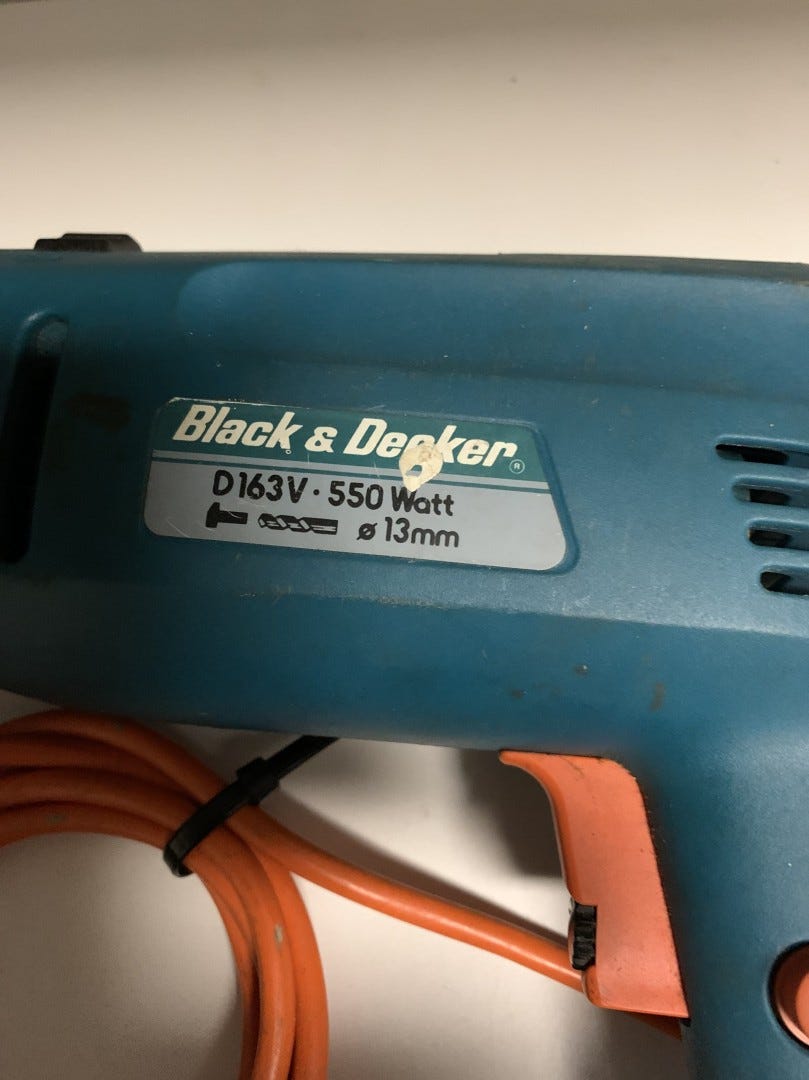 Black & Decker ®
D163V · 550 Watt
ø 13mm